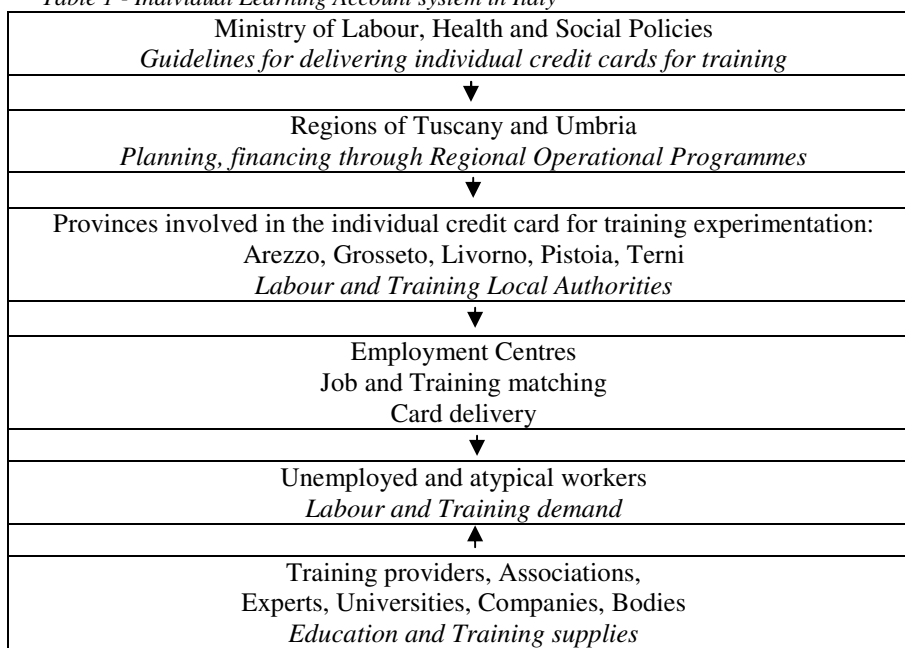 Table 1 - Individual Learning Account system in Italy
Ministry of Labour, Health and Social Policies
Guidelines for delivering individual credit cards for training
Regions of Tuscany and Umbria
Planning, financing through Regional Operational Programmes
Provinces involved in the individual credit card for training experimentation:
Arezzo, Grosseto, Livorno, Pistoia, Terni
Labour and Training Local Authorities
Employment Centres
Job and Training matching
Card delivery
Unemployed and atypical workers
Labour and Training demand
Training providers, Associations,
Experts, Universities, Companies, Bodies
Education and Training supplies